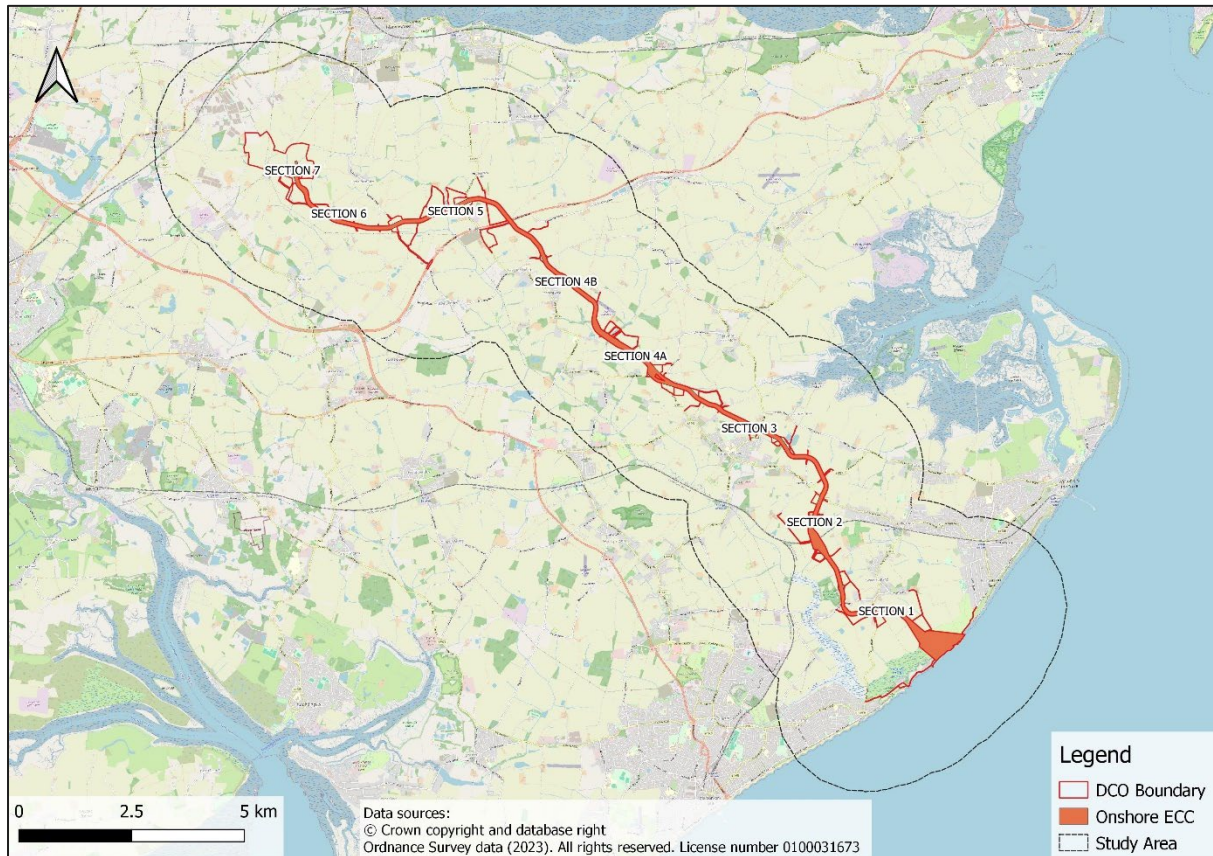 SECTION 7
SECTION 6
SECTION 5
SECTION 4B
SECTION 4A
SECTION 3
SECTION 2
SECTION 1
Legend
DCO Boundary
Onshore ECC
Study Area
0 2.5 5 km
Data sources:
© Crown copyright and database right
Ordnance Survey data (2023). All rights reserved. License number 0100031673